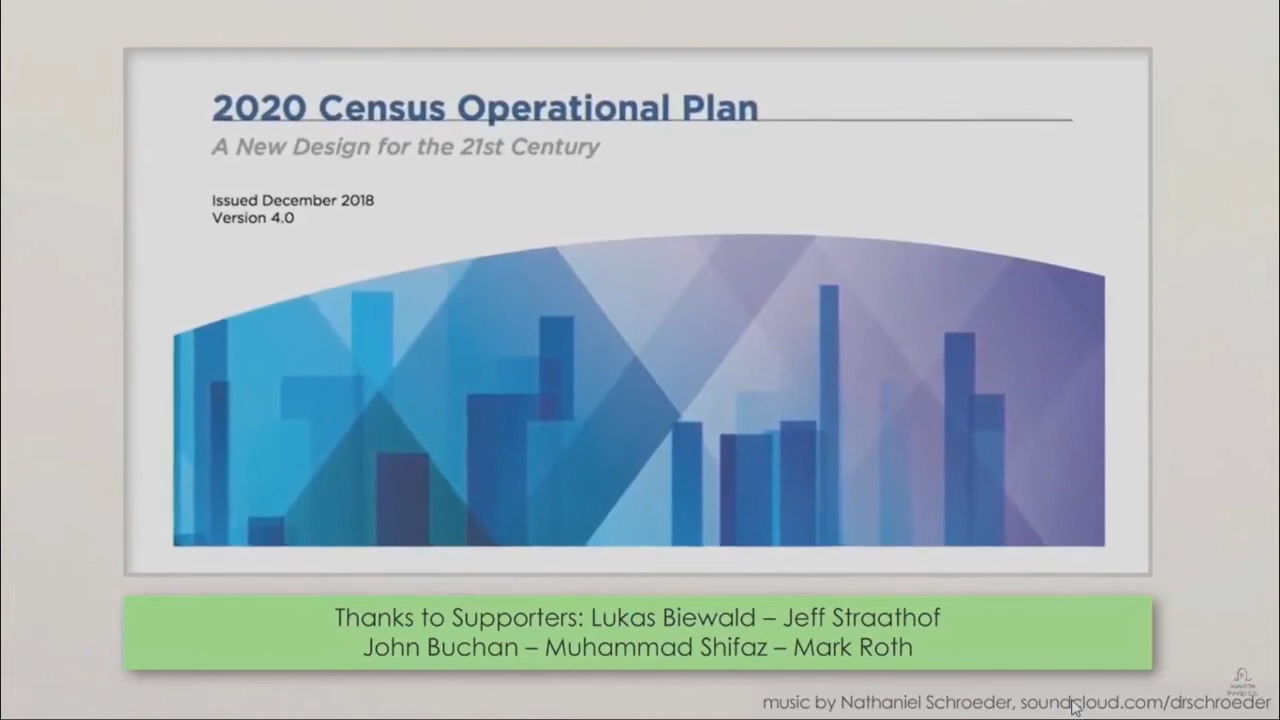 2020 Census Operational Plan
A New Design for the 21st Century
Issued December 2018
Version 4.0
Thanks to Supporters: Lukas Biewald – Jeff Straathof
John Buchan – Muhammad Shifaz – Mark Roth
music by Nathaniel Schroeder, soundcloud.com/drschroeder